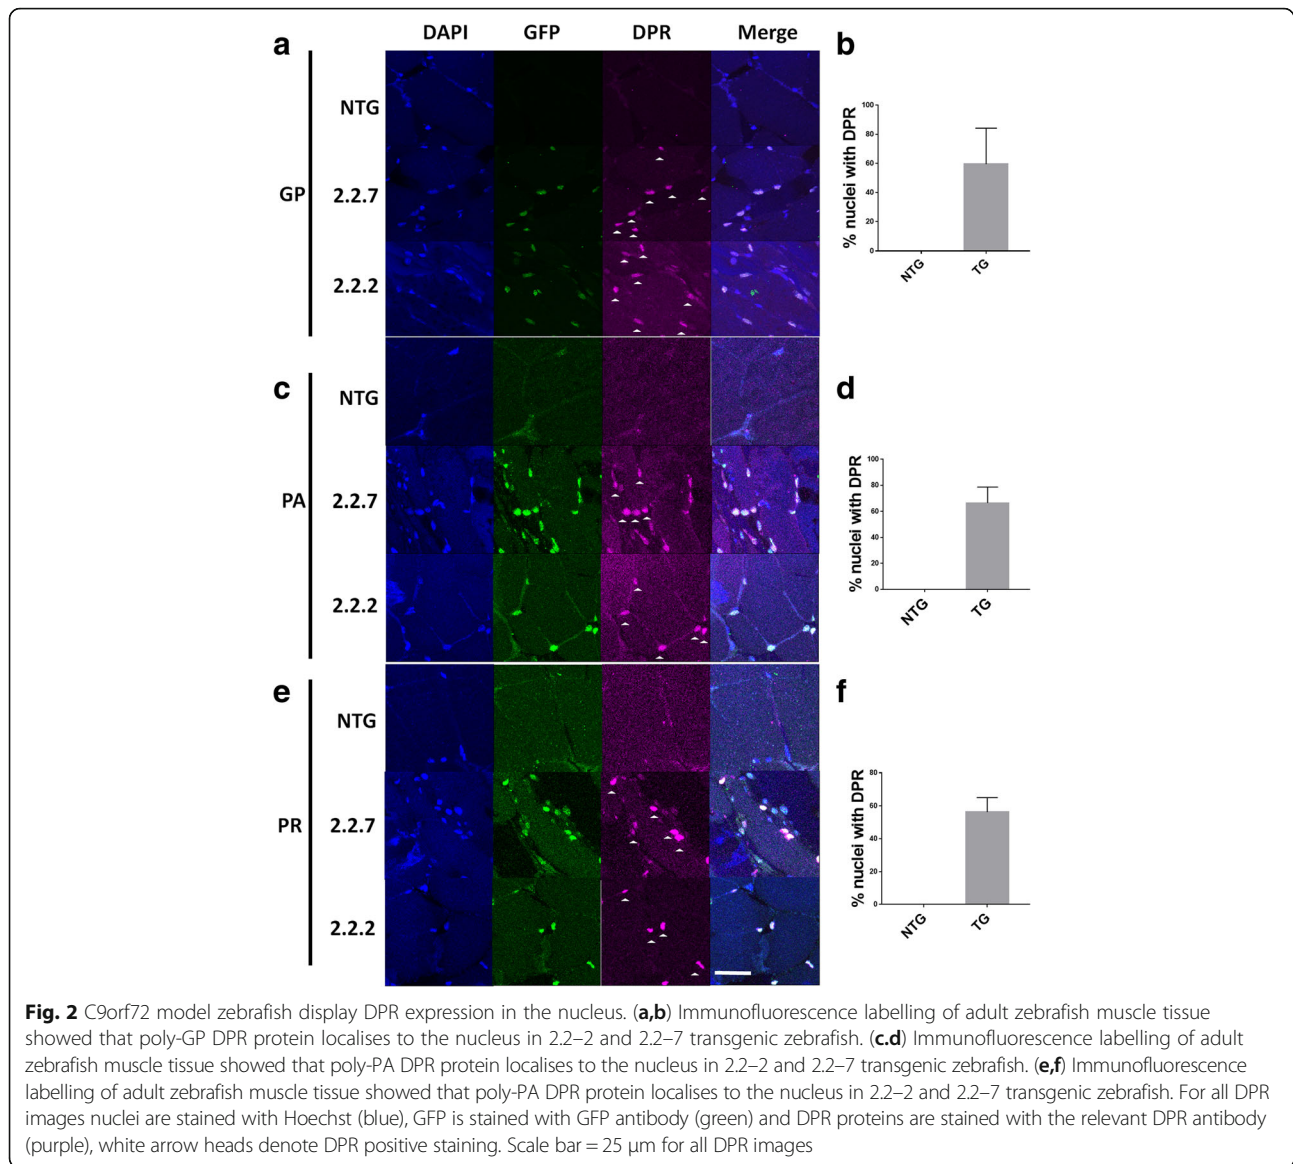 DAPI GFP DPR Merge
a
b
NTG
GP
2.2.7
2.2.2
% nuclei with DPR
100
80
60
40
20
0
NTG
TG
c
d
NTG
PA
2.2.7
2.2.2
% nuclei with DPR
100
80
60
40
20
0
NTG
TG
e
f
NTG
PR
2.2.7
2.2.2
% nuclei with DPR
80
60
40
20
0
NTG
TG
Fig. 2 C9orf72 model zebrafish display DPR expression in the nucleus. (a,b) Immunofluorescence labelling of adult zebrafish muscle tissue
showed that poly-GP DPR protein localises to the nucleus in 2.2–2 and 2.2–7 transgenic zebrafish. (c.d) Immunofluorescence labelling of adult
zebrafish muscle tissue showed that poly-PA DPR protein localises to the nucleus in 2.2–2 and 2.2–7 transgenic zebrafish. (e,f) Immunofluorescence
labelling of adult zebrafish muscle tissue showed that poly-PA DPR protein localises to the nucleus in 2.2–2 and 2.2–7 transgenic zebrafish. For all DPR
images nuclei are stained with Hoechst (blue), GFP is stained with GFP antibody (green) and DPR proteins are stained with the relevant DPR antibody
(purple), white arrow heads denote DPR positive staining. Scale bar = 25 μm for all DPR images